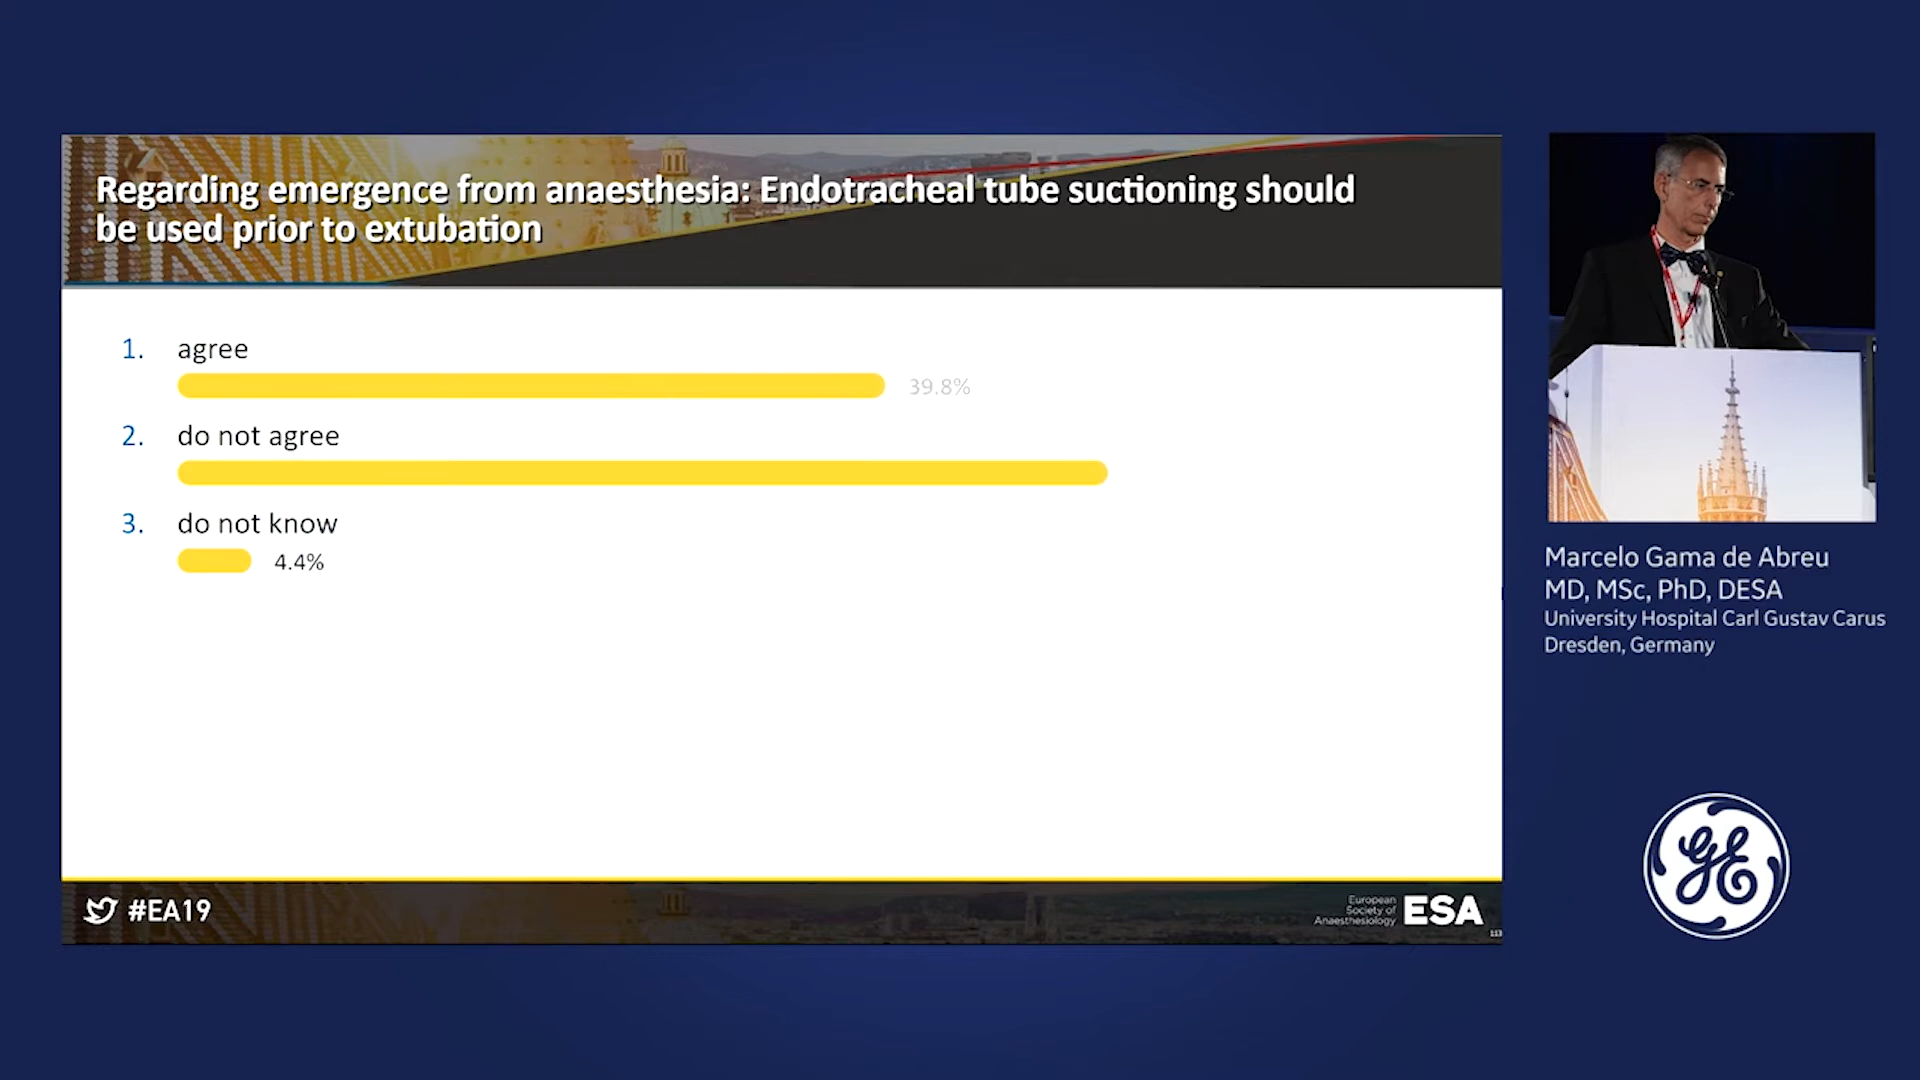 Regarding emergence from anaesthesia: Endotracheal tube suctioning should
be used prior to extubation
1. agree
39.8%
2. do not agree
3. do not know
4.4%
#EA19
European
Society of
Anaesthesiology
ESA
113
Marcelo Gama de Abreu
MD, MSc, PhD, DESA
University Hospital Carl Gustav Carus
Dresden, Germany
GE